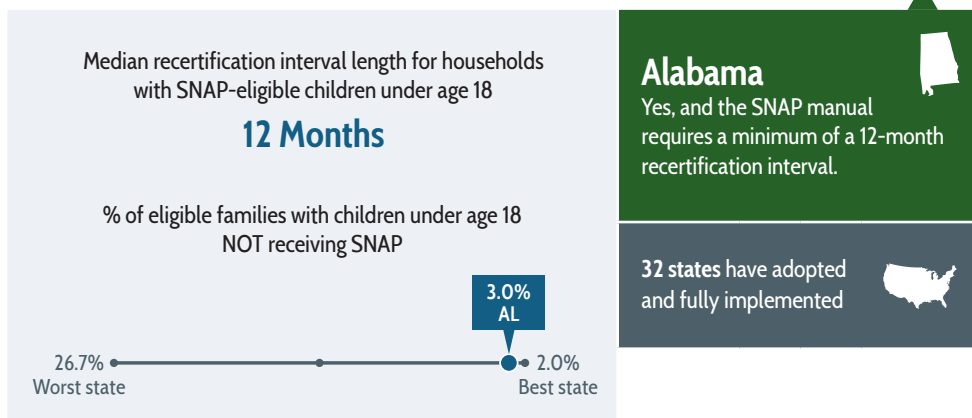 Median recertification interval length for households
with SNAP-eligible children under age 18
12 Months
% of eligible families with children under age 18
NOT receiving SNAP
3.0%
AL
26.7%
Worst state
2.0%
Best state
Alabama
Yes, and the SNAP manual
requires a minimum of a 12-month
recertification interval.
32 states have adopted
and fully implemented